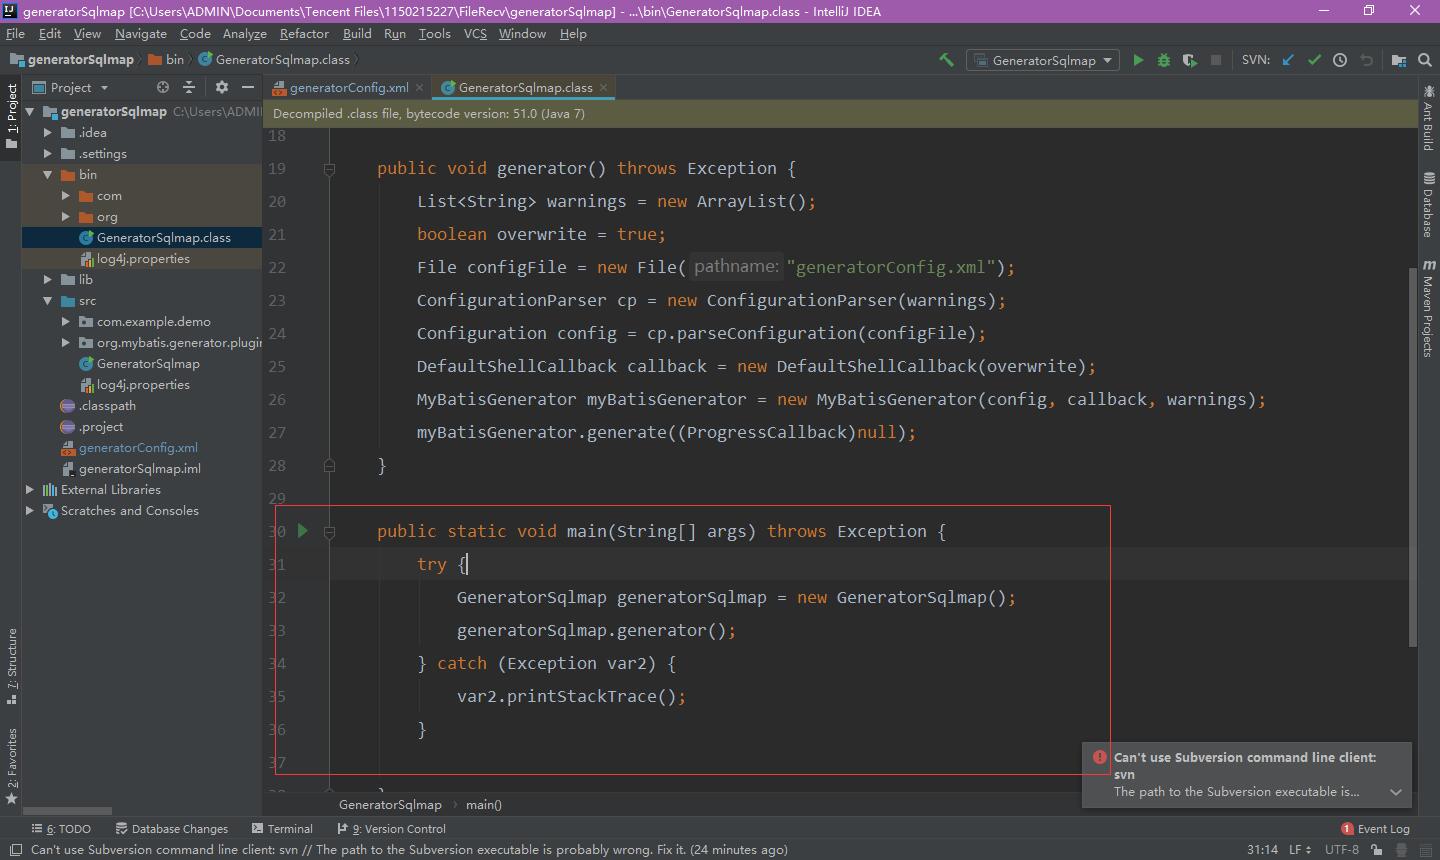 generatorSqlmap [C:\Users\ADMIN\Documents\Tencent Files\1150215227\FileRecv\generatorSqlmap] - ...\bin\GeneratorSqlmap.class - IntelliJ IDEA
File Edit View Navigate Code Analyze Refactor Build Run Tools VCS Window Help
generatorSqlmap bin GeneratorSqlmap.class
GeneratorSqlmap
SVN:
Project
generatorConfig.xml
GeneratorSqlmap.class
1: Project
7: Structure
2: Favorites
generatorSqlmap C:\Users\ADMI
.idea
.settings
bin
com
org
GeneratorSqlmap.class
log4j.properties
lib
src
com.example.demo
org.mybatis.generator.plugin
GeneratorSqlmap
log4j.properties
.classpath
.project
generatorConfig.xml
generatorSqlmap.iml
External Libraries
Scratches and Consoles
Decompiled .class file, bytecode version: 51.0 (Java 7)
18
19 public void generator() throws Exception {
20 List<String> warnings = new ArrayList();
21 boolean overwrite = true;
22 File configFile = new File( pathname: "generatorConfig.xml");
23 ConfigurationParser cp = new ConfigurationParser(warnings);
24 Configuration config = cp.parseConfiguration(configFile);
25 DefaultShellCallback callback = new DefaultShellCallback(overwrite);
26 MyBatisGenerator myBatisGenerator = new MyBatisGenerator(config, callback, warnings);
27 myBatisGenerator.generate((ProgressCallback)null);
28 }
29
30 public static void main(String[] args) throws Exception {
31 try {
32 GeneratorSqlmap generatorSqlmap = new GeneratorSqlmap();
33 generatorSqlmap.generator();
34 } catch (Exception var2) {
35 var2.printStackTrace();
36 }
37
38 }
GeneratorSqlmap main()
Ant Build
Database
Maven Projects
Can't use Subversion command line client:
svn
The path to the Subversion executable is...
6: TODO Database Changes Terminal 9: Version Control
1 Event Log
Can't use Subversion command line client: svn // The path to the Subversion executable is probably wrong. Fix it. (24 minutes ago)
31:14 LF UTF-8